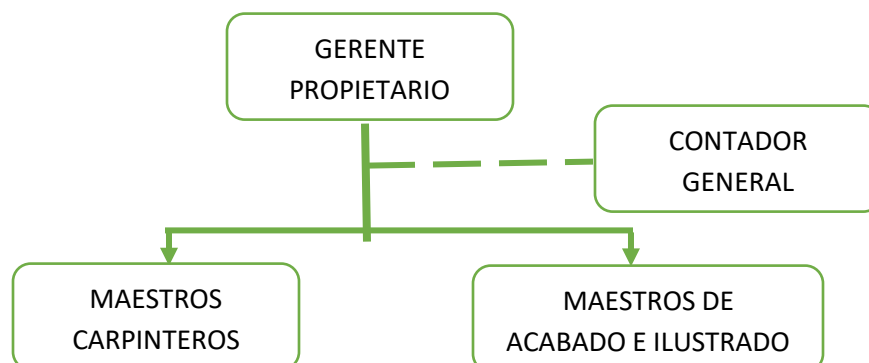 GERENTE
PROPIETARIO
CONTADOR
GENERAL
MAESTROS
CARPINTEROS
MAESTROS DE
ACABADO E ILUSTRADO